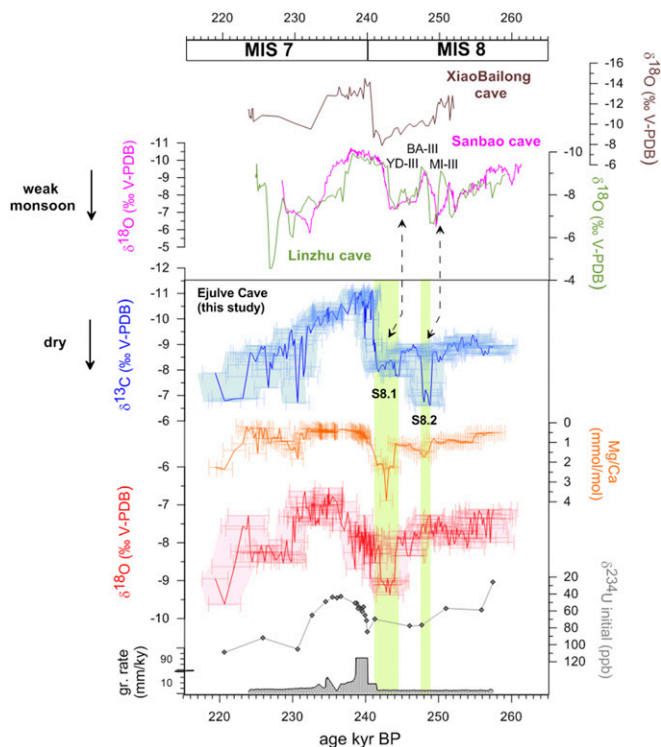 220 230 240 250 260
MIS 7 MIS 8
XiaoBailong
cave
-16
-14
-12
-10
-8
-6
δ18O (‰ V-PDB)
Sanbao cave
BA-III
YD-III MI-III
weak
monsoon
-11
-10
-9
-8
-7
-6
-5
δ18O (‰ V-PDB)
Linzhu cave
-10
-8
-6
-4
δ18O (‰ V-PDB)
Ejulve Cave
(this study)
dry
-12
-11
-10
-9
-8
-7
-6
δ13C (‰ V-PDB)
S8.1
S8.2
0
1
2
3
4
Mg/Ca
(mmol/mol)
-6
-7
-8
-9
-10
δ18O (‰ V-PDB)
20
40
60
80
100
120
δ234U initial (ppb)
90
10
gr. rate
(mm/ky)
220 230 240 250 260
age kyr BP